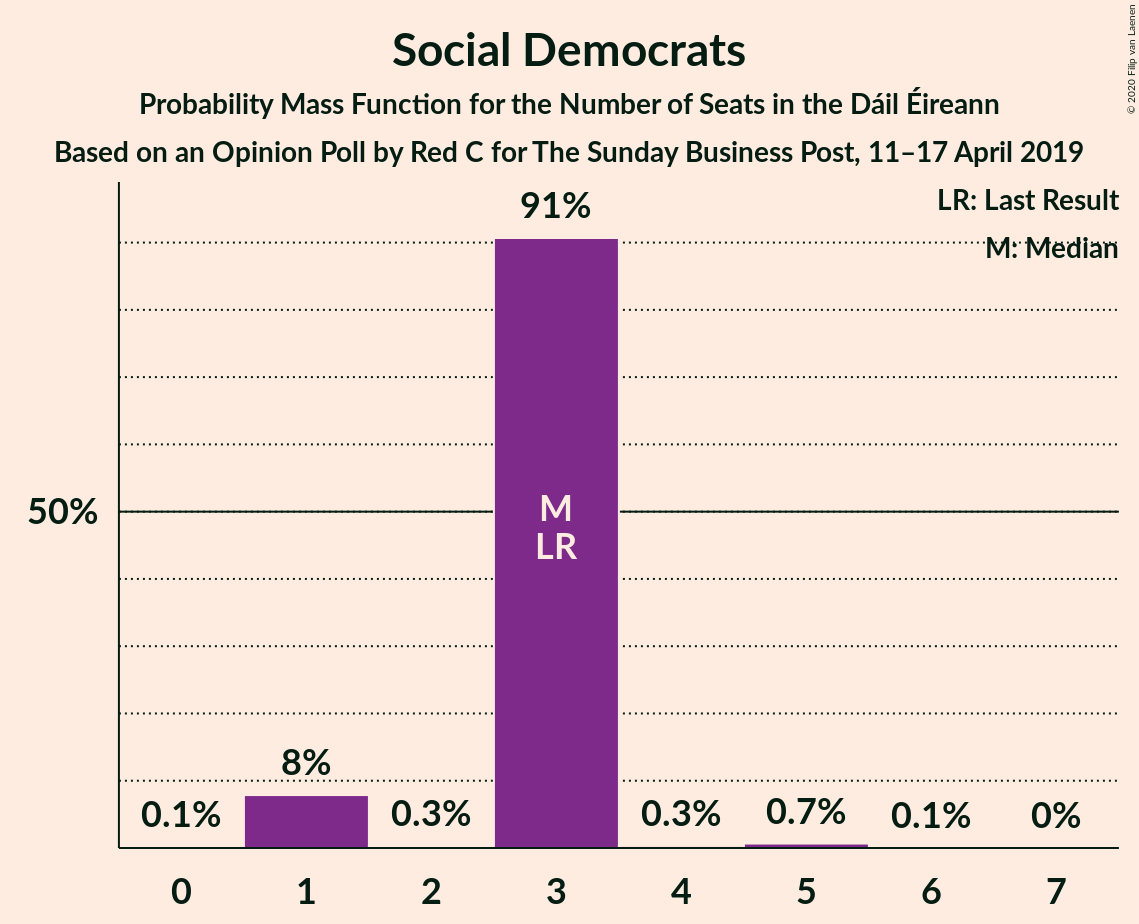 Social Democrats
Probability Mass Function for the Number of Seats in the Dáil Éireann
Based on an Opinion Poll by Red C for The Sunday Business Post, 11–17 April 2019
© 2020 Filip van Laenen
LR: Last Result
M: Median
91%
50%
M
LR
8%
0.1%
0.3%
0.3%
0.7%
0.1%
0%
0 1 2 3 4 5 6 7